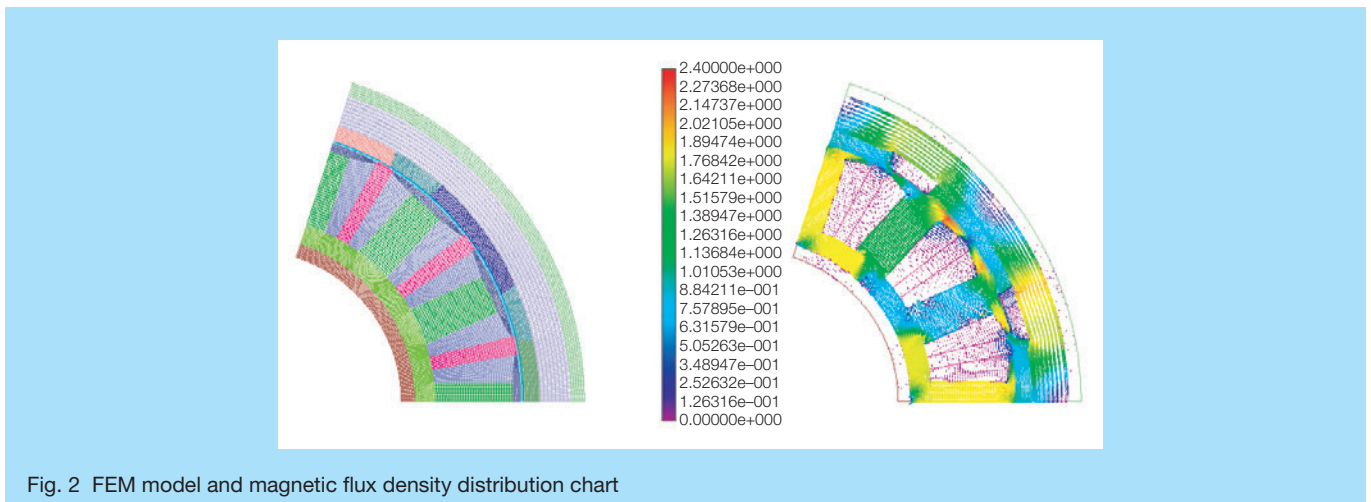 2.40000e+000
2.27368e+000
2.14737e+000
2.02105e+000
1.89474e+000
1.76842e+000
1.64211e+000
1.51579e+000
1.38947e+000
1.26316e+000
1.13684e+000
1.01053e+000
8.84211e–001
7.57895e–001
6.31579e–001
5.05263e–001
3.48947e–001
2.52632e–001
1.26316e–001
0.00000e+000
Fig. 2 FEM model and magnetic flux density distribution chart